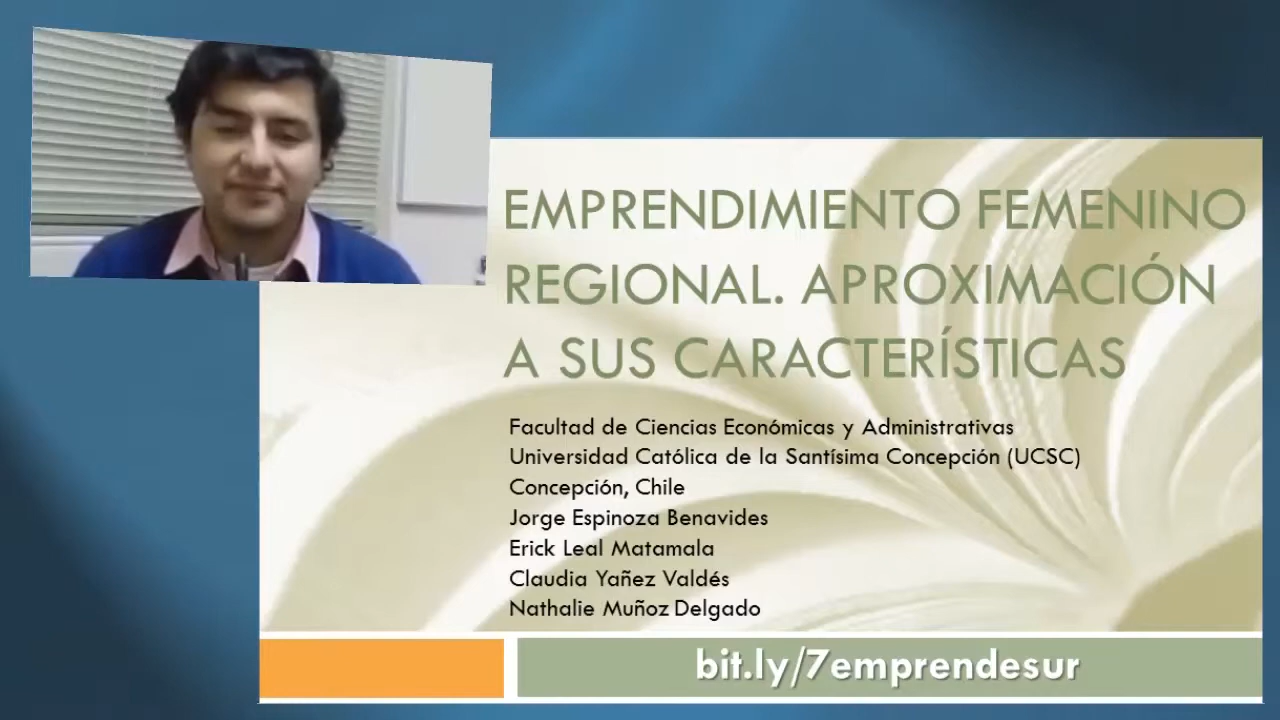 EMPRENDIMIENTO FEMENINO
REGIONAL. APROXIMACIÓN
A SUS CARACTERÍSTICAS
Facultad de Ciencias Económicas y Administrativas
Universidad Católica de la Santísima Concepción (UCSC)
Concepción, Chile
Jorge Espinoza Benavides
Erick Leal Matamala
Claudia Yañez Valdés
Nathalie Muñoz Delgado
bit.ly/7emprendesur